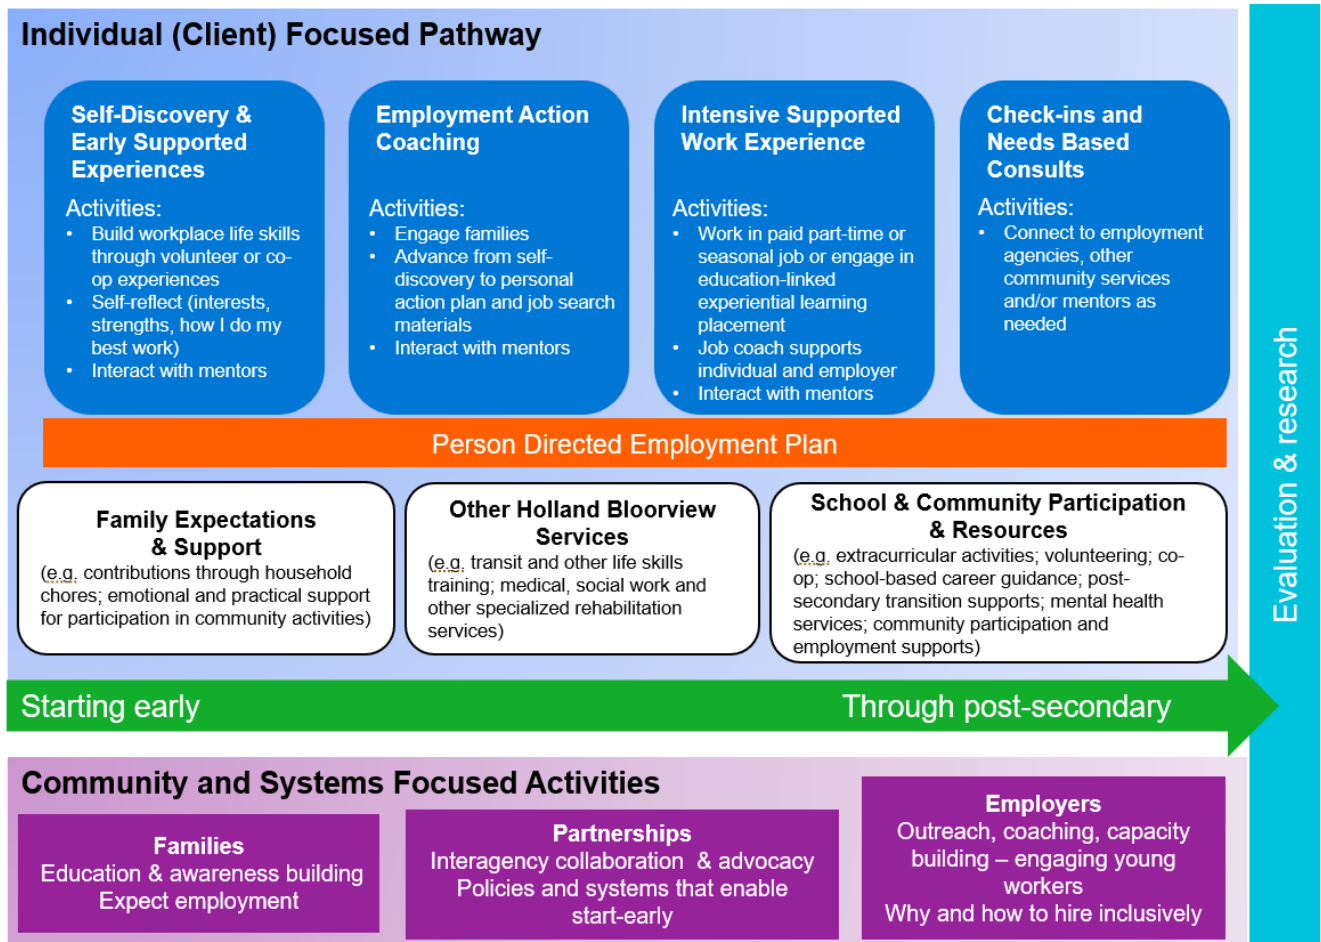 Individual (Client) Focused Pathway
Self-Discovery &
Early Supported
Experiences
Activities:
• Build workplace life skills
through volunteer or co-
op experiences
• Self-reflect (interests,
strengths, how I do my
best work)
• Interact with mentors
Employment Action
Coaching
Activities:
• Engage families
• Advance from self-
discovery to personal
action plan and job search
materials
• Interact with mentors
Intensive Supported
Work Experience
Activities:
• Work in paid part-time or
seasonal job or engage in
education-linked
experiential learning
placement
• Job coach supports
individual and employer
• Interact with mentors
Check-ins and
Needs Based
Consults
Activities:
• Connect to employment
agencies, other
community services
and/or mentors as
needed
Person Directed Employment Plan
Family Expectations
& Support
(e.g. contributions through household
chores; emotional and practical support
for participation in community activities)
Other Holland Bloorview
Services
(e.g. transit and other life skills
training; medical, social work and
other specialized rehabilitation
services)
School & Community Participation
& Resources
(e.g. extracurricular activities; volunteering; co-
op; school-based career guidance; post-
secondary transition supports; mental health
services; community participation and
employment supports)
Starting early
Through post-secondary
Community and Systems Focused Activities
Families
Education & awareness building
Expect employment
Partnerships
Interagency collaboration & advocacy
Policies and systems that enable
start-early
Employers
Outreach, coaching, capacity
building – engaging young
workers
Why and how to hire inclusively
Evaluation & research